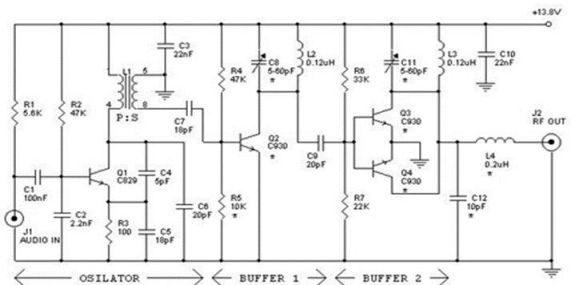 +13.8V
C3
22nF
L1
1
5
4
8
P:S
R1
5.6K
R2
47K
C7
18pF
R4
47K
C8
5-60pF
*
L2
0.12uH
R6
33K
C11
5-60pF
*
L3
0.12uH
C10
22nF
*
C1
100nF
J1
AUDIO IN
C2
2.2nF
Q1
C829
R3
100
C4
5pF
C5
18pF
C6
20pF
Q2
C930
*
R5
10K
*
C9
20pF
Q3
C930
*
Q4
C930
*
R7
22K
C12
10pF
*
L4
0.2uH
*
J2
RF OUT
OSILATOR
BUFFER 1
BUFFER 2